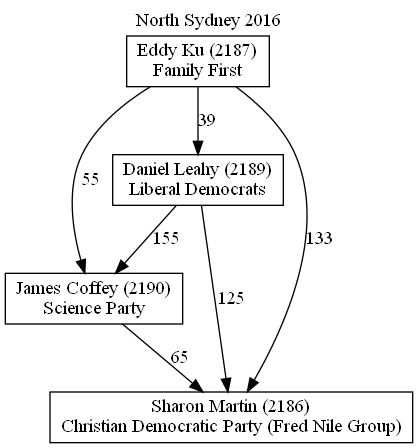 North Sydney 2016
Eddy Ku (2187)
Family First
39
Daniel Leahy (2189)
Liberal Democrats
55
155
133
James Coffey (2190)
Science Party
125
65
Sharon Martin (2186)
Christian Democratic Party (Fred Nile Group)